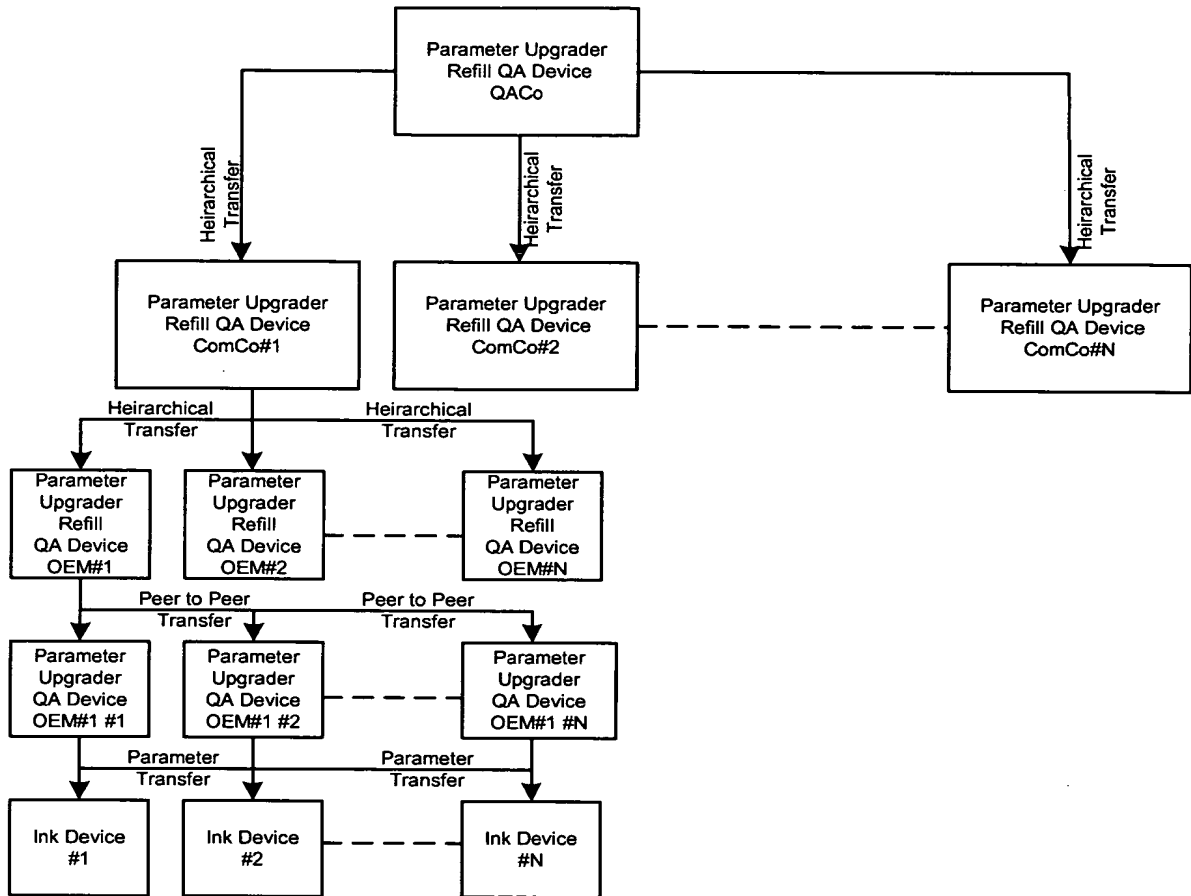 Parameter Upgrader
Refill QA Device
QACo
Heirarchical
Transfer
Heirarchical
Transfer
Heirarchical
Transfer
Parameter Upgrader
Refill QA Device
ComCo#1
Parameter Upgrader
Refill QA Device
ComCo#2
Parameter Upgrader
Refill QA Device
ComCo#N
Heirarchical
Transfer
Heirarchical
Transfer
Parameter
Upgrader
Refill
QA Device
OEM#1
Parameter
Upgrader
Refill
QA Device
OEM#2
Parameter
Upgrader
Refill
QA Device
OEM#N
Peer to Peer
Transfer
Peer to Peer
Transfer
Parameter
Upgrader
QA Device
OEM#1 #1
Parameter
Upgrader
QA Device
OEM#1 #2
Parameter
Upgrader
QA Device
OEM#1 #N
Parameter
Transfer
Parameter
Transfer
Ink Device
#1
Ink Device
#2
Ink Device
#N